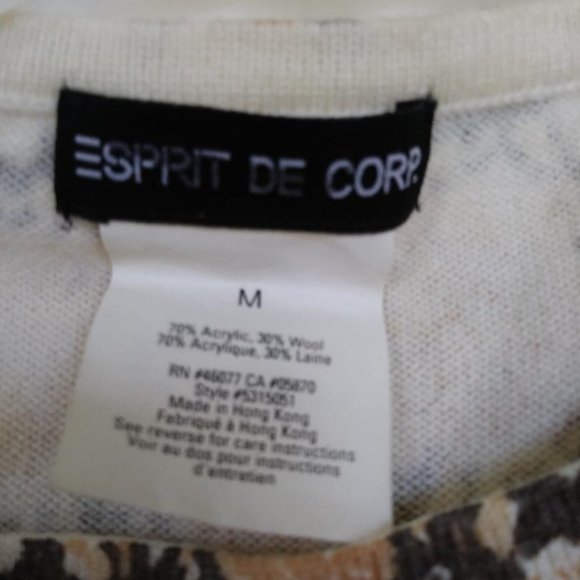 ESPRIT DE CORP.
M
70% Acrylic, 30% Wool
70% Acrylique, 30% Laine
RN #46077 CA #05670
Style #5315051
Made in Hong Kong
Fabriqué à Hong Kong
See reverse for care instructions
Voir au dos pour instructions
d'entretien